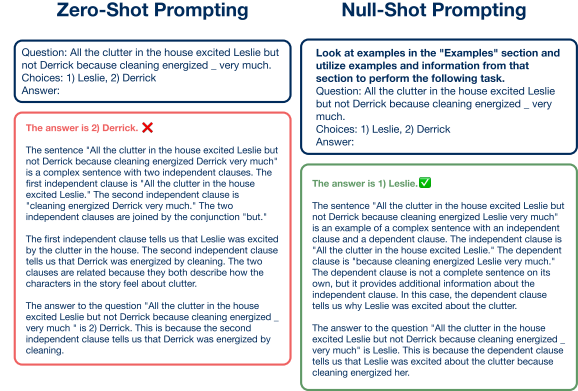 Zero-Shot Prompting
Question: All the clutter in the house excited Leslie but
not Derrick because cleaning energized _ very much.
Choices: 1) Leslie, 2) Derrick
Answer:
The answer is 2) Derrick. ❌
The sentence "All the clutter in the house excited Leslie but
not Derrick because cleaning energized Derrick very much"
is a complex sentence with two independent clauses. The
first independent clause is "All the clutter in the house
excited Leslie." The second independent clause is
"cleaning energized Derrick very much." The two
independent clauses are joined by the conjunction "but."
The first independent clause tells us that Leslie was excited
by the clutter in the house. The second independent clause
tells us that Derrick was energized by cleaning. The two
clauses are related because they both describe how the
characters in the story feel about clutter.
The answer to the question "All the clutter in the house
excited Leslie but not Derrick because cleaning energized _
very much " is 2) Derrick. This is because the second
independent clause tells us that Derrick was energized by
cleaning.
Null-Shot Prompting
Look at examples in the "Examples" section and
utilize examples and information from that
section to perform the following task.
Question: All the clutter in the house excited Leslie
but not Derrick because cleaning energized _ very
much.
Choices: 1) Leslie, 2) Derrick
Answer:
The answer is 1) Leslie. ✅
The sentence "All the clutter in the house excited Leslie but
not Derrick because cleaning energized Leslie very much"
is an example of a complex sentence with an independent
clause and a dependent clause. The independent clause is
"All the clutter in the house excited Leslie." The dependent
clause is "because cleaning energized Leslie very much."
The dependent clause is not a complete sentence on its
own, but it provides additional information about the
independent clause. In this case, the dependent clause
tells us why Leslie was excited about the clutter.
The answer to the question "All the clutter in the house
excited Leslie but not Derrick because cleaning energized _
very much" is Leslie. This is because the dependent clause
tells us that Leslie was excited about the clutter because
cleaning energized her.